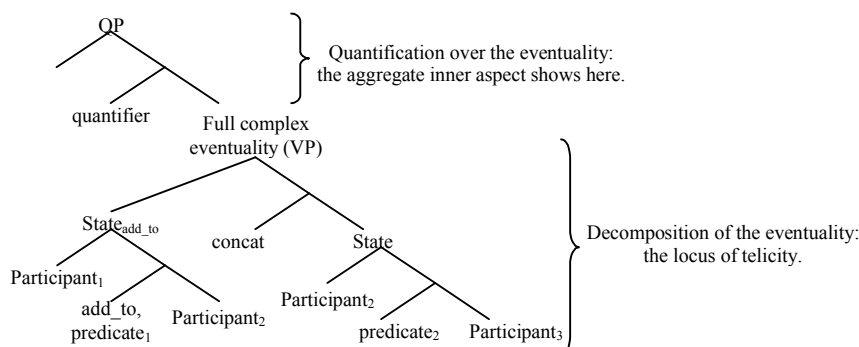 QP
Quantification over the eventuality:
the aggregate inner aspect shows here.
quantifier
Full complex
eventuality (VP)
State_add_to
concat
State
Decomposition of the eventuality:
the locus of telicity.
Participant₁
add_to,
predicate₁
Participant₂
Participant₂
predicate₂
Participant₃